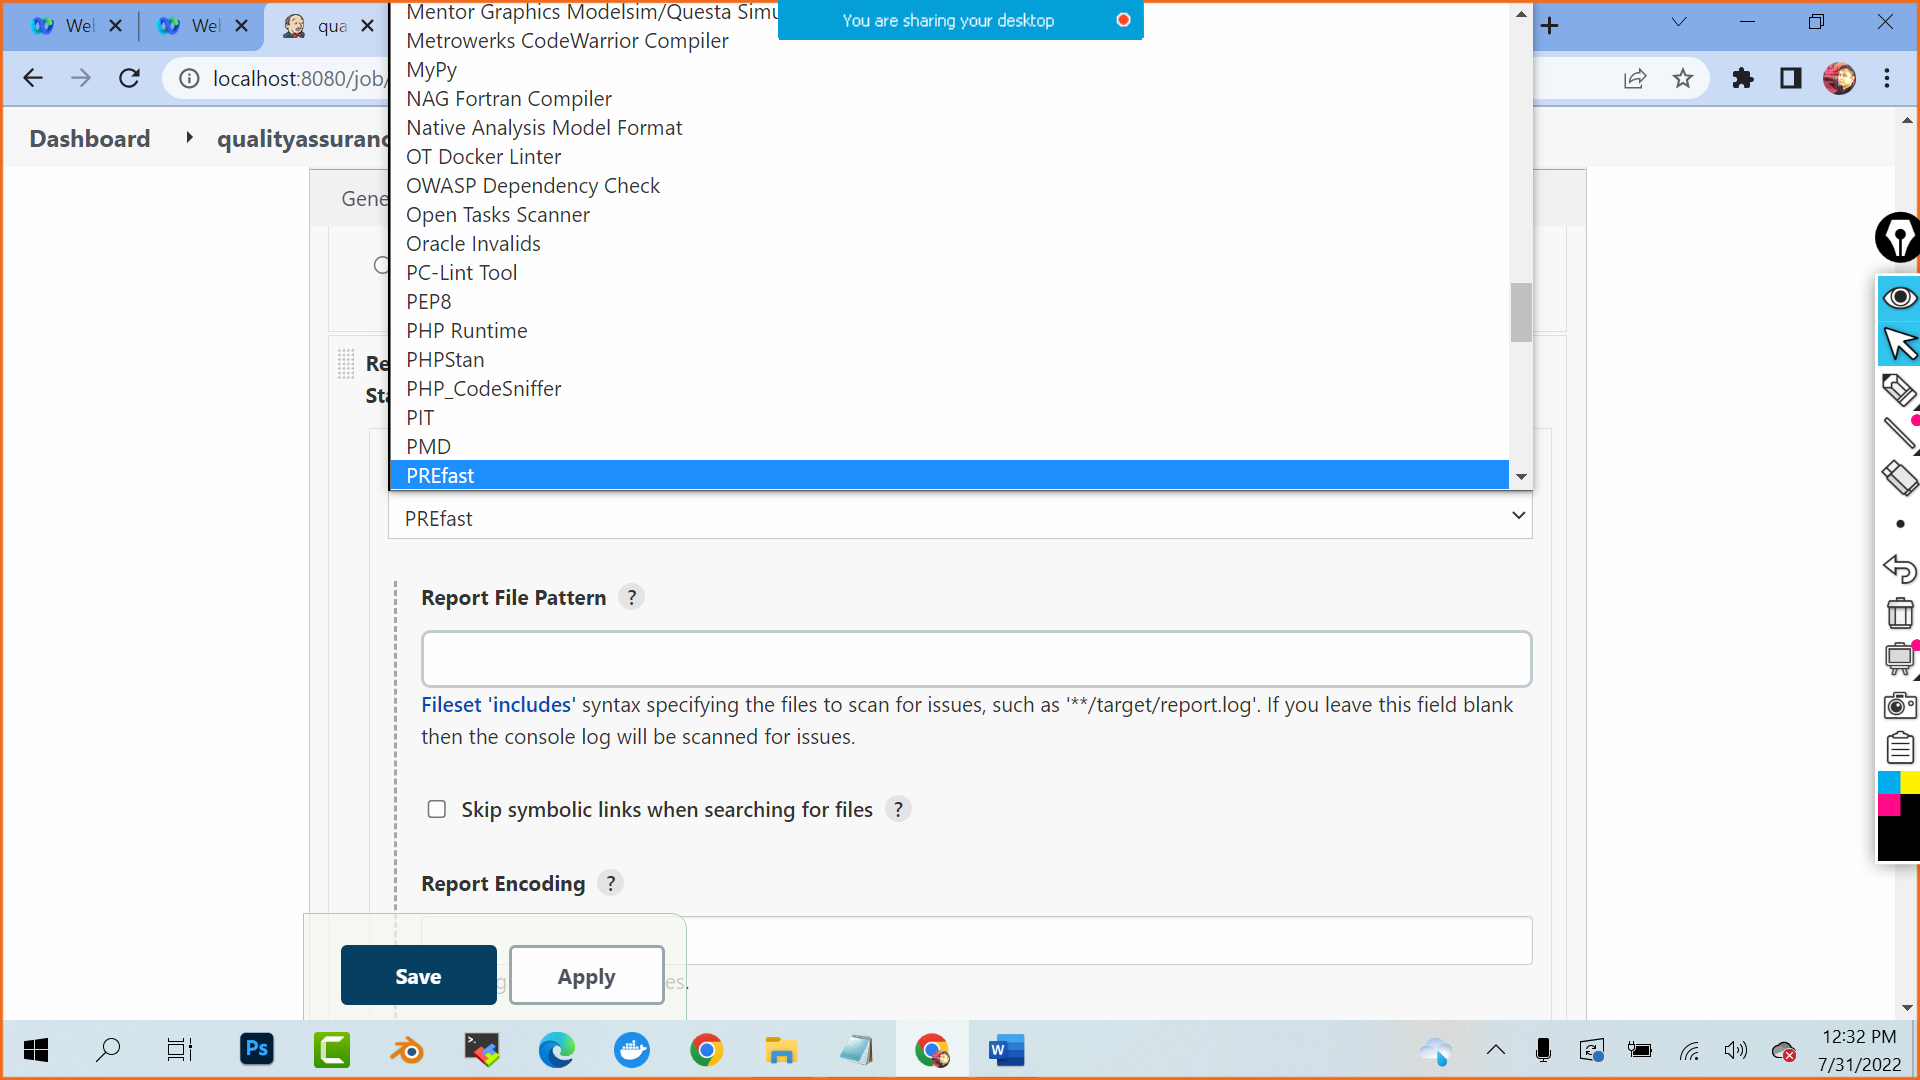 Wel
Wel
qua
You are sharing your desktop
localhost:8080/job/
Dashboard
qualityassuranc
Gene
Mentor Graphics Modelsim/Questa Simu
Metrowerks CodeWarrior Compiler
MyPy
NAG Fortran Compiler
Native Analysis Model Format
OT Docker Linter
OWASP Dependency Check
Open Tasks Scanner
Oracle Invalids
PC-Lint Tool
PEP8
PHP Runtime
PHPStan
PHP_CodeSniffer
PIT
PMD
PREfast
Re
Sta
PREfast
Report File Pattern ?
Fileset 'includes' syntax specifying the files to scan for issues, such as '**/target/report.log'. If you leave this field blank
then the console log will be scanned for issues.
Skip symbolic links when searching for files ?
Report Encoding ?
Save
Apply
es.
Ps
12:32 PM
7/31/2022